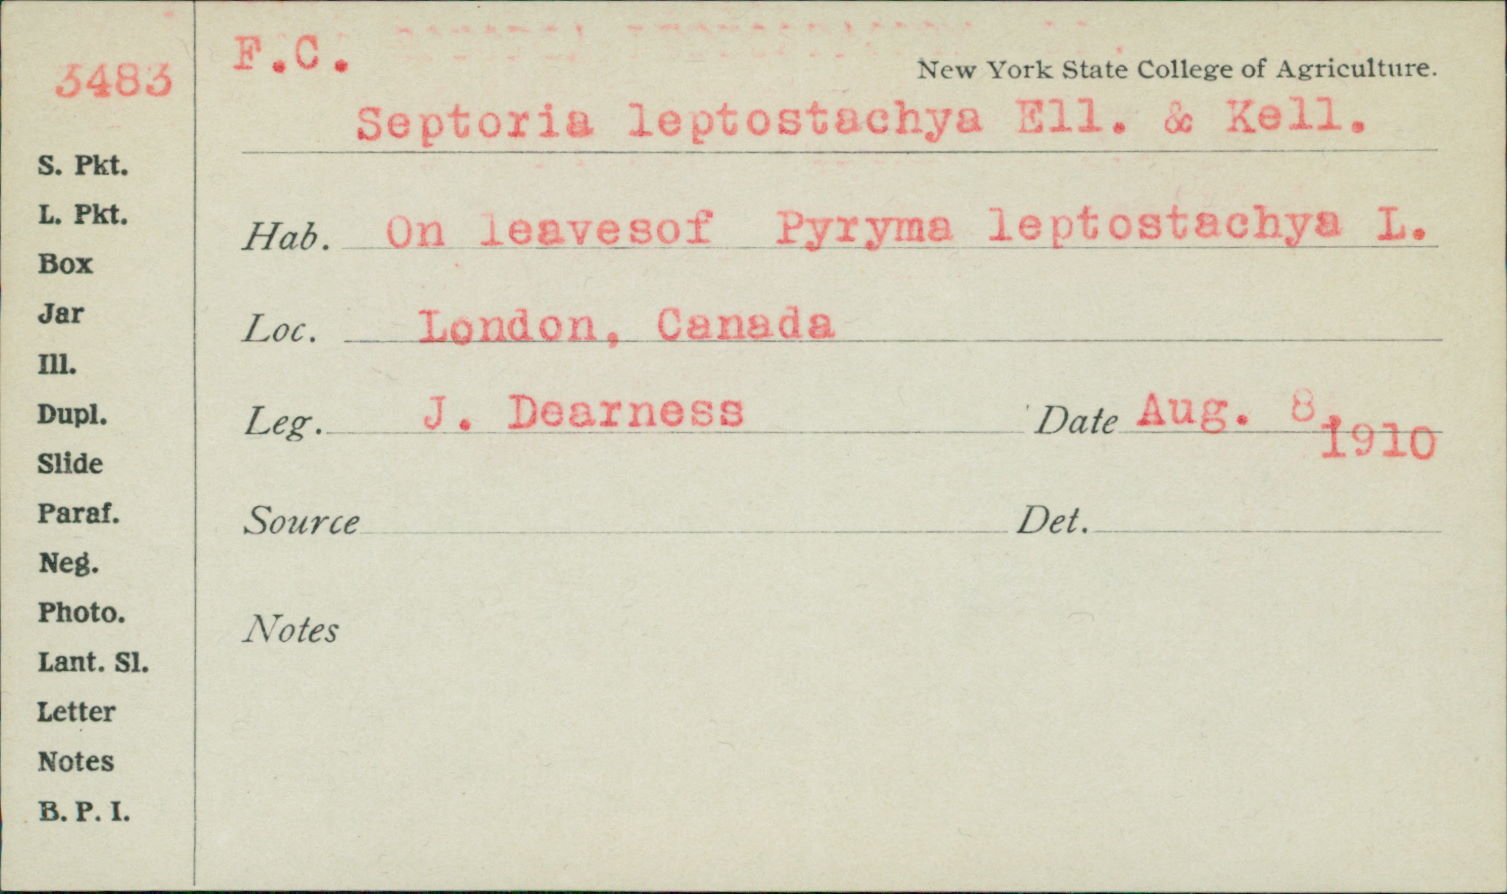 3483
F.C.
New York State College of Agriculture.
Septoria leptostachya Ell. & Kell.
Hab. On leavesof Pyryma leptostachya L.
Loc. London, Canada
Leg. J. Dearness Date Aug. 8,
1910
Source Det.
Notes
S. Pkt.
L. Pkt.
Box
Jar
Ill.
Dupl.
Slide
Paraf.
Neg.
Photo.
Lant. Sl.
Letter
Notes
B. P. I.